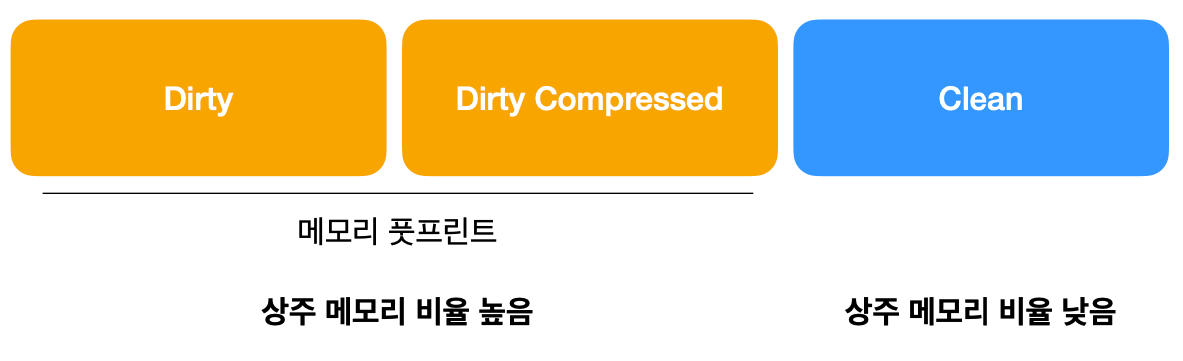 Dirty
Dirty Compressed
Clean
메모리 풋프린트
상주 메모리 비율 높음
상주 메모리 비율 낮음